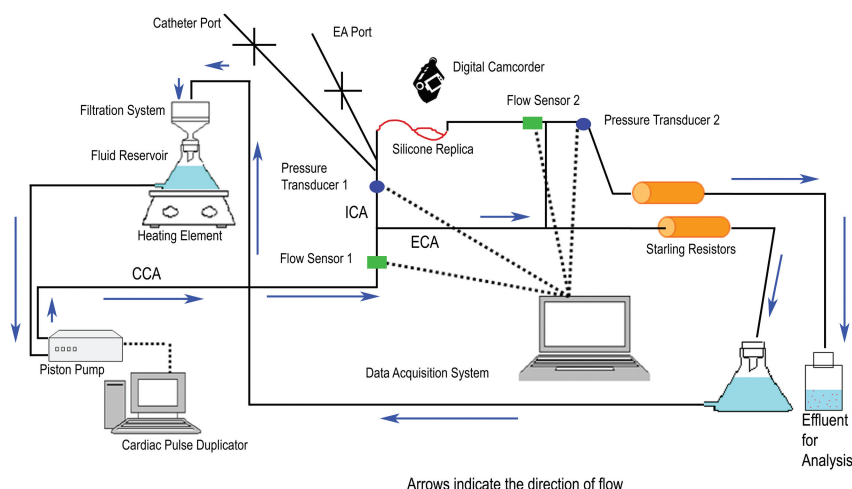 Catheter Port
EA Port
Digital Camcorder
Flow Sensor 2
Filtration System
Pressure Transducer 2
Silicone Replica
Fluid Reservoir
Pressure
Transducer 1
ICA
Heating Element
ECA
Starling Resistors
Flow Sensor 1
CCA
Piston Pump
Data Acquisition System
Cardiac Pulse Duplicator
Effluent
for
Analysis
Arrows indicate the direction of flow